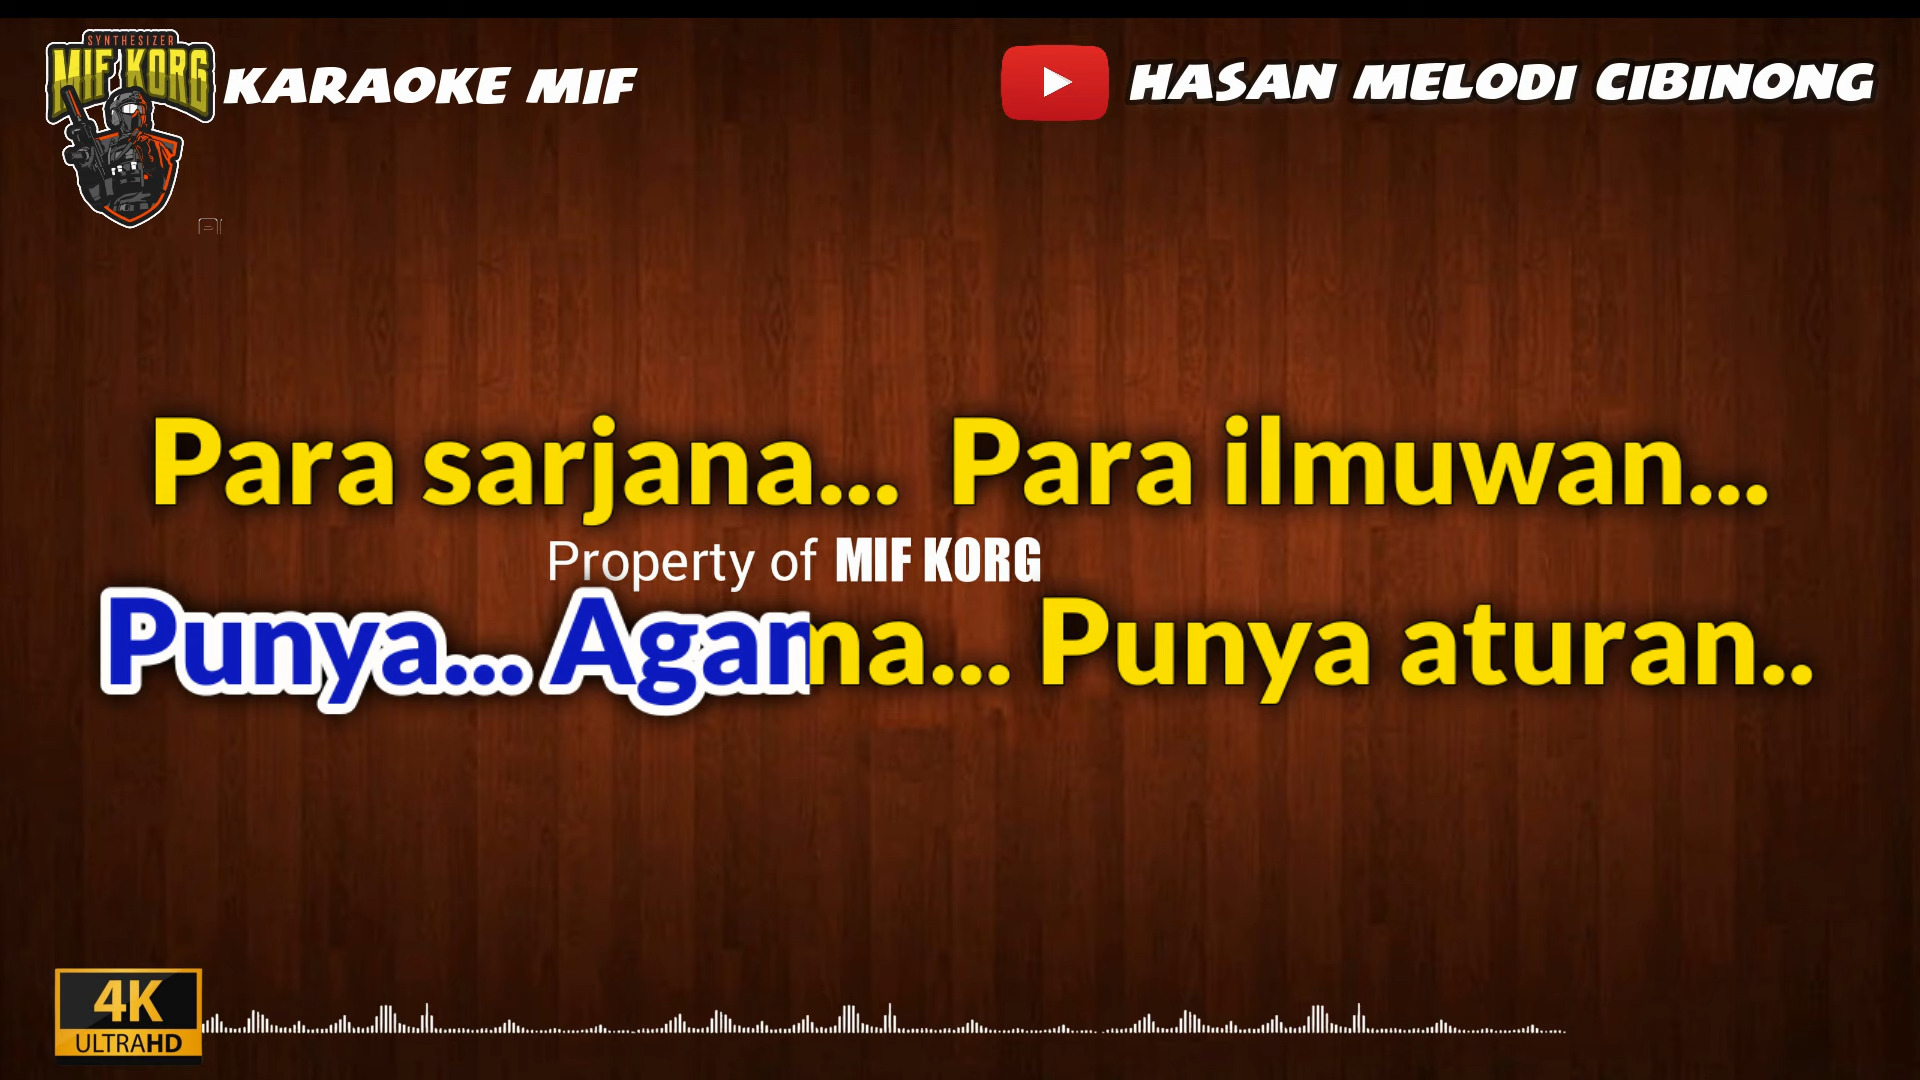 SYNTHESIZER
MIF KORG
KARAOKE MIF
HASAN MELODI CIBINONG
Para sarjana... Para ilmuwan...
Property of MIF KORG
Punya... Agama... Punya aturan..
4K
ULTRAHD